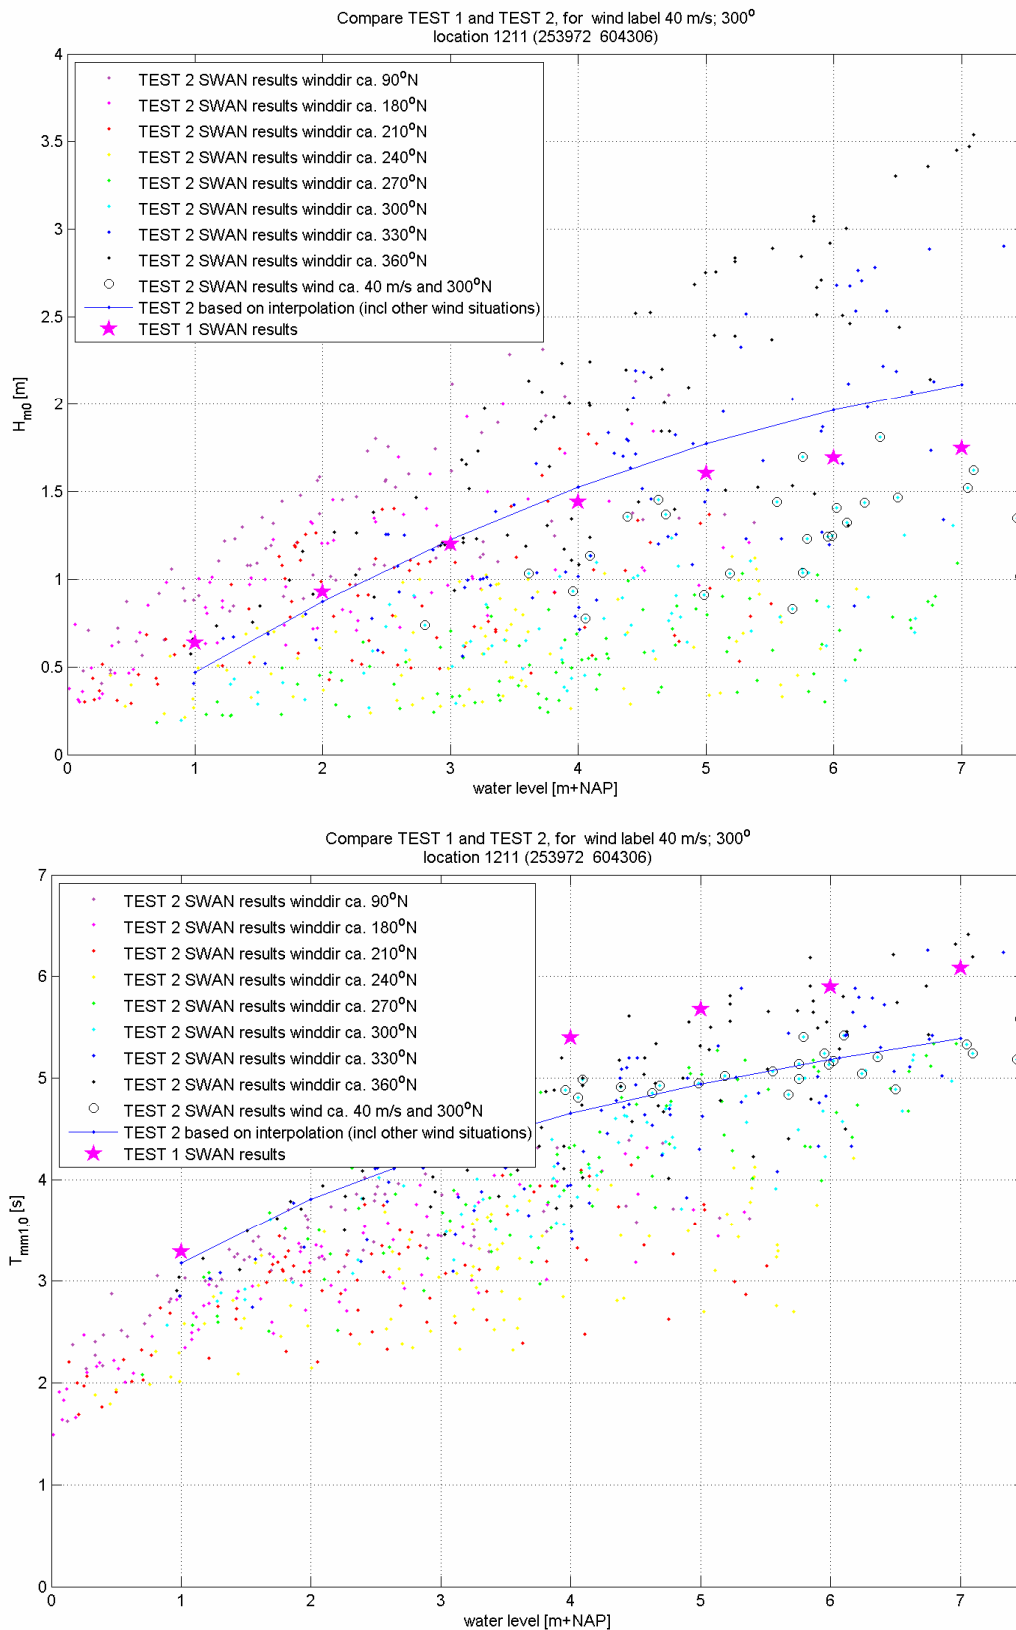 Compare TEST 1 and TEST 2, for wind label 40 m/s; 300°
location 1211 (253972 604306)
4
3.5
3
2.5
2
1.5
1
0.5
0
H_m0 [m]
TEST 2 SWAN results winddir ca. 90°N
TEST 2 SWAN results winddir ca. 180°N
TEST 2 SWAN results winddir ca. 210°N
TEST 2 SWAN results winddir ca. 240°N
TEST 2 SWAN results winddir ca. 270°N
TEST 2 SWAN results winddir ca. 300°N
TEST 2 SWAN results winddir ca. 330°N
TEST 2 SWAN results winddir ca. 360°N
TEST 2 SWAN results wind ca. 40 m/s and 300°N
TEST 2 based on interpolation (incl other wind situations)
TEST 1 SWAN results
0 1 2 3 4 5 6 7
water level [m+NAP]
Compare TEST 1 and TEST 2, for wind label 40 m/s; 300°
location 1211 (253972 604306)
7
6
5
4
3
2
1
0
T_mm1.0 [s]
TEST 2 SWAN results winddir ca. 90°N
TEST 2 SWAN results winddir ca. 180°N
TEST 2 SWAN results winddir ca. 210°N
TEST 2 SWAN results winddir ca. 240°N
TEST 2 SWAN results winddir ca. 270°N
TEST 2 SWAN results winddir ca. 300°N
TEST 2 SWAN results winddir ca. 330°N
TEST 2 SWAN results winddir ca. 360°N
TEST 2 SWAN results wind ca. 40 m/s and 300°N
TEST 2 based on interpolation (incl other wind situations)
TEST 1 SWAN results
0 1 2 3 4 5 6 7
water level [m+NAP]